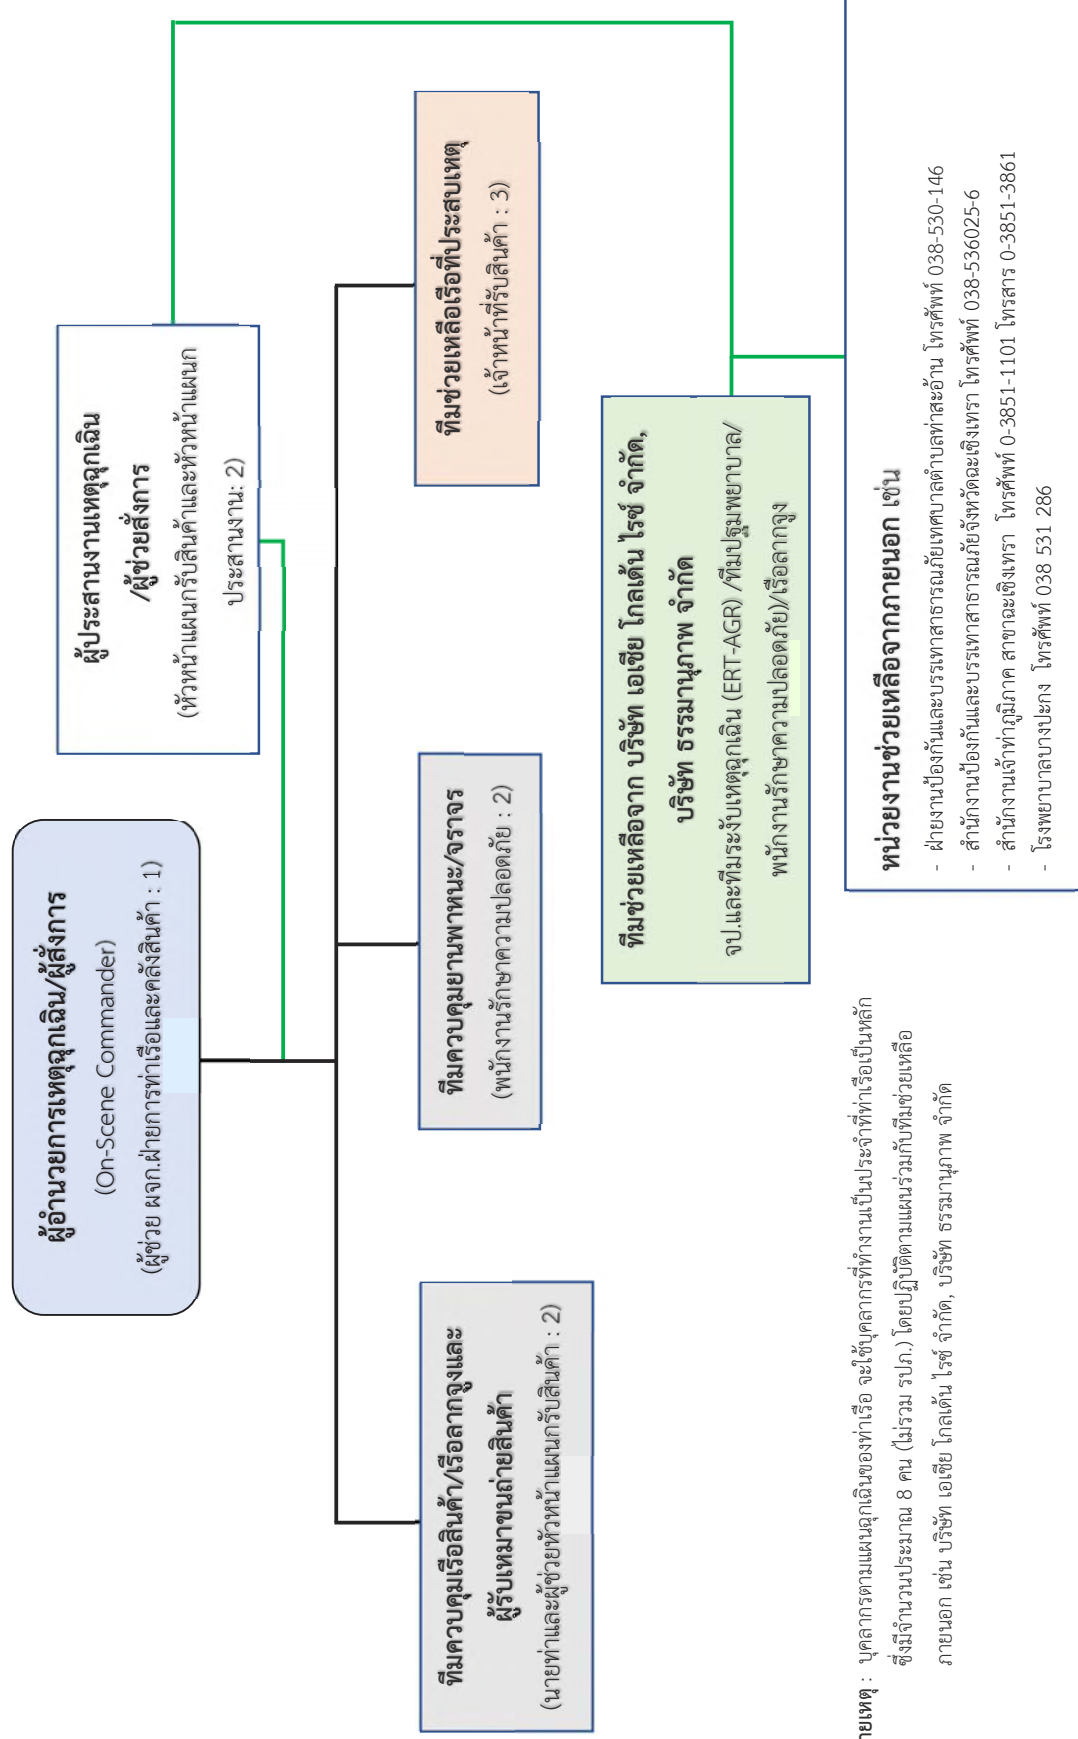 ผู้อำนวยการเหตุฉุกเฉิน/ผู้สั่งการ
(On-Scene Commander)
(ผู้ช่วย ผจก.ฝ่ายการท่าเรือและคลังสินค้า : 1)
ผู้ประสานงานเหตุฉุกเฉิน
/ผู้ช่วยสั่งการ
(หัวหน้าแผนกรับสินค้าและหัวหน้าแผนก
ประสานงาน: 2)
ทีมควบคุมเรือสินค้า/เรือลากจูงและ
ผู้รับเหมาขนถ่ายสินค้า
(นายท่าและผู้ช่วยหัวหน้าแผนกรับสินค้า : 2)
ทีมควบคุมยานพาหนะ/จราจร
(พนักงานรักษาความปลอดภัย : 2)
ทีมช่วยเหลือเรือที่ประสบเหตุ
(เจ้าหน้าที่รับสินค้า : 3)
ทีมช่วยเหลือจาก บริษัท เอเชีย โกลเด้น ไรซ์ จำกัด,
บริษัท ธรรมานุภาพ จำกัด
จป.และทีมระงับเหตุฉุกเฉิน (ERT-AGR) /ทีมปฐมพยาบาล/
พนักงานรักษาความปลอดภัย)/เรือลากจูง
หน่วยงานช่วยเหลือจากภายนอก เช่น
- ฝ่ายงานป้องกันและบรรเทาสาธารณภัยเทศบาลตำบลท่าสะอ้าน โทรศัพท์ 038-530-146
- สำนักงานป้องกันและบรรเทาสาธารณภัยจังหวัดฉะเชิงเทรา โทรศัพท์ 038-536025-6
- สำนักงานเจ้าท่าภูมิภาค สาขาฉะเชิงเทรา โทรศัพท์ 0-3851-1101 โทรสาร 0-3851-3861
- โรงพยาบาลบางปะกง โทรศัพท์ 038 531 286
ายเหตุ : บุคลากรตามแผนฉุกเฉินของท่าเรือ จะใช้บุคลากรที่ทำงานเป็นประจำที่ท่าเรือเป็นหลัก
ซึ่งมีจำนวนประมาณ 8 คน (ไม่รวม รปภ.) โดยปฏิบัติตามแผนร่วมกับทีมช่วยเหลือ
ภายนอก เช่น บริษัท เอเชีย โกลเด้น ไรซ์ จำกัด, บริษัท ธรรมานุภาพ จำกัด